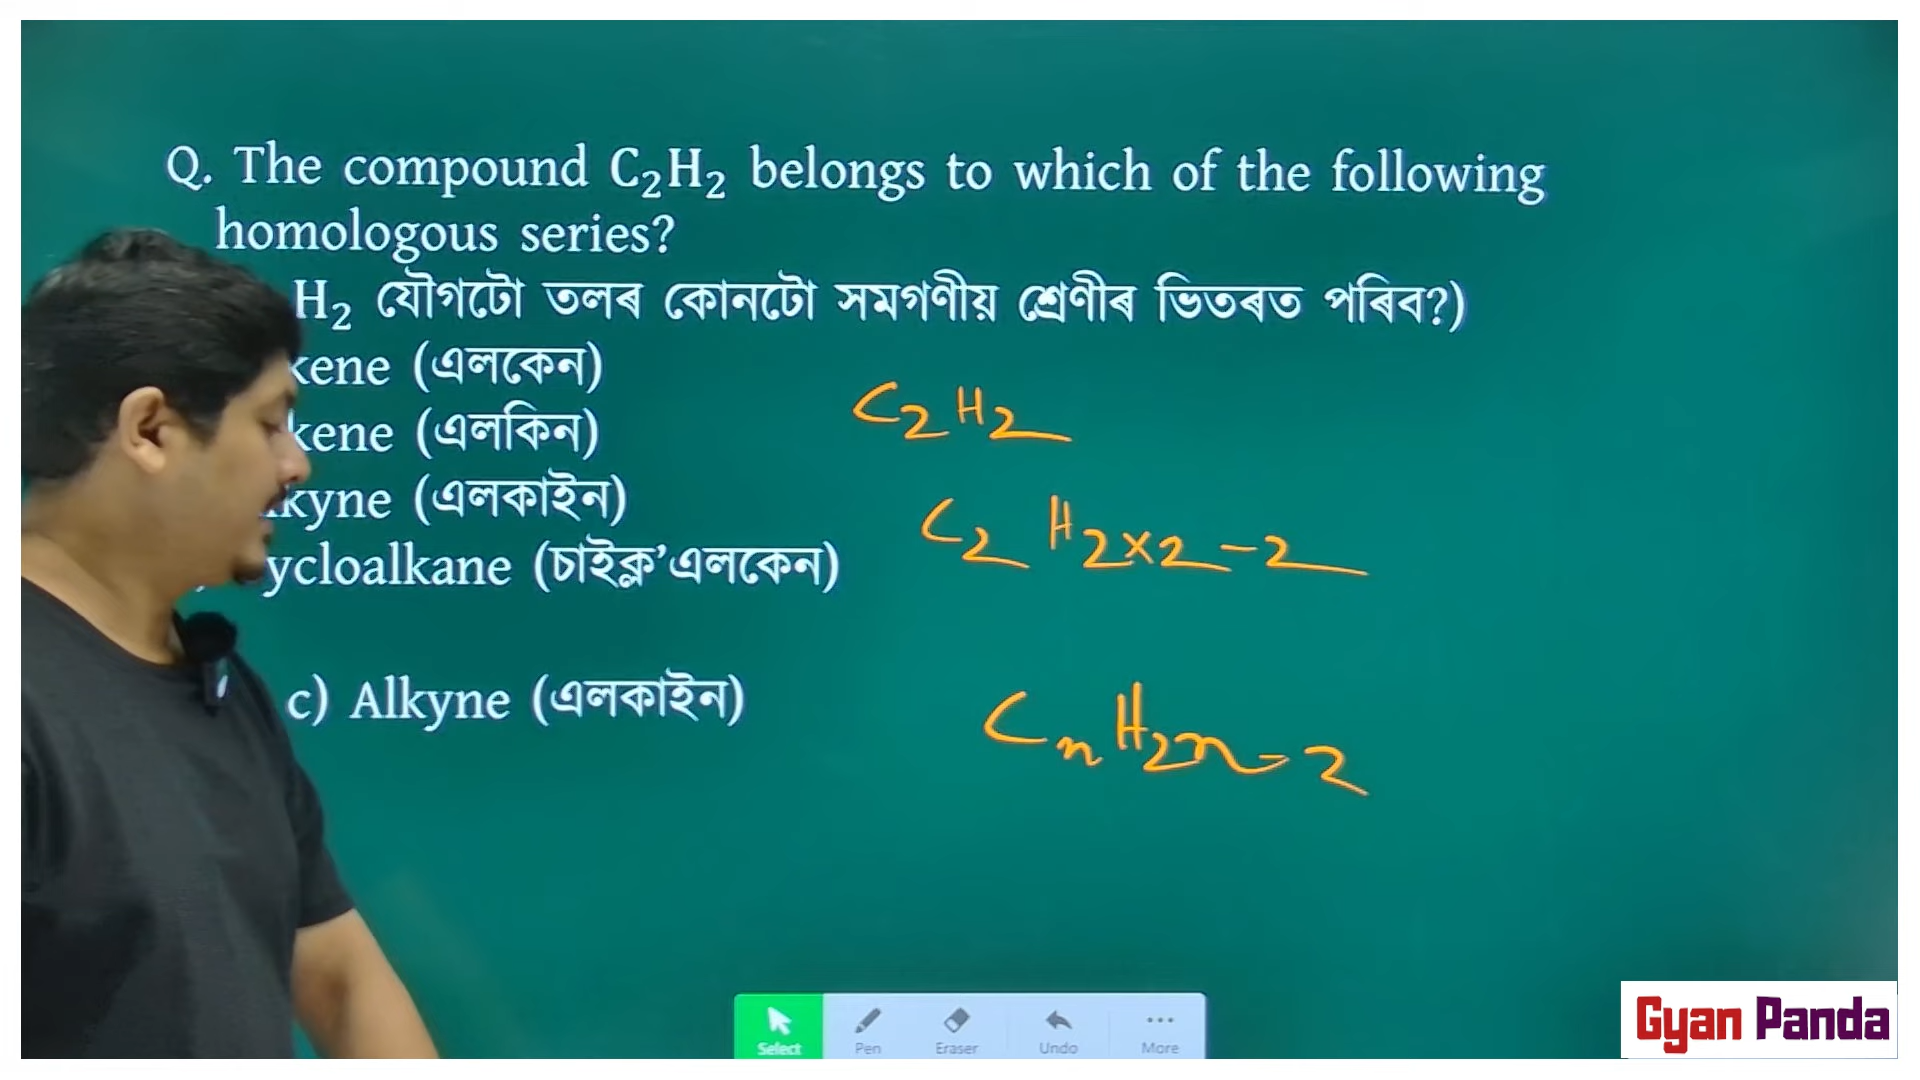 Q. The compound C₂H₂ belongs to which of the following
homologous series?
H₂ যৌগটো তলৰ কোনটো সমগণীয় শ্ৰেণীৰ ভিতৰত পৰিব?)
kene (এলকেন)
kene (এলকিন)
kyne (এলকাইন)
ycloalkane (চাইক্ল'এলকেন)
c) Alkyne (এলকাইন)
C₂H₂
C₂ H₂ₓ₂₋₂
CₙH₂ₙ₋₂
Select Pen Eraser Undo More
Gyan Panda